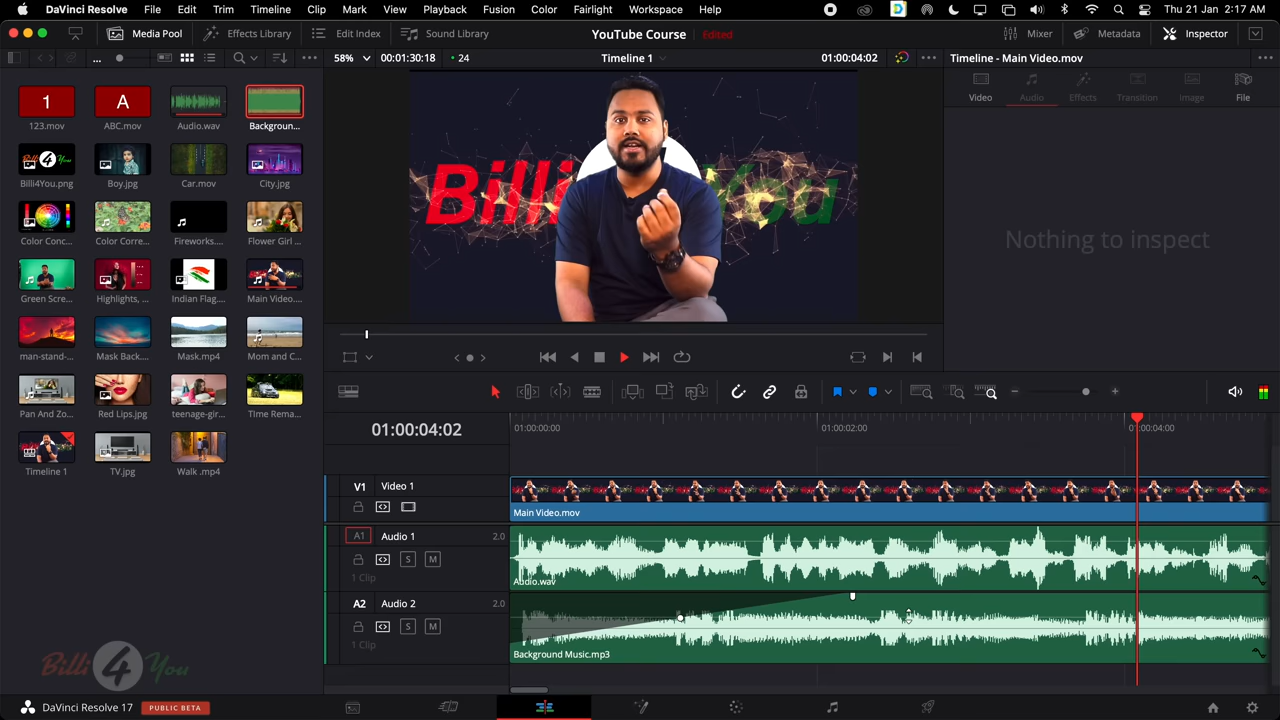 DaVinci Resolve File Edit Trim Timeline Clip Mark View Playback Fusion Color Fairlight Workspace Help Thu 21 Jan 2:17 AM
Media Pool Effects Library Edit Index Sound Library YouTube Course Edited Mixer Metadata Inspector
... 58% 00:01:30:18 24 Timeline 1 01:00:04:02 ... Timeline - Main Video.mov ...
Video Audio Effects Transition Image File
1 A
123.mov ABC.mov Audio.wav Backgroun...
Billi 4 You
Billi4You.png Boy.jpg Car.mov City.jpg
Color Conc... Color Corre... Fireworks.... Flower Girl ...
Green Scre... Highlights, ... Indian Flag.... Main Video....
man-stand-... Mask Back.... Mask.mp4 Mom and C...
Pan And Zo... Red Lips.jpg teenage-gir... TIme Rema...
Timeline 1 TV.jpg Walk .mp4
Billi You
Nothing to inspect
01:00:04:02 01:00:00:00 01:00:02:00 01:00:04:00
V1 Video 1
Main Video.mov
A1 Audio 1 2.0
S M
1 Clip
Audio.wav
A2 Audio 2 2.0
S M
1 Clip
Background Music.mp3
Billi 4 You
DaVinci Resolve 17 PUBLIC BETA